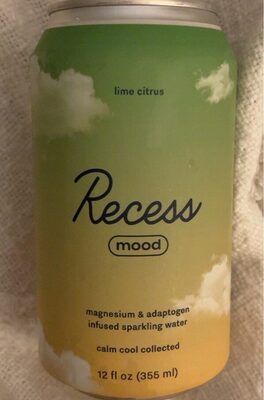 lime citrus
Recess
mood
magnesium & adaptogen
infused sparkling water
calm cool collected
12 fl oz (355 ml)